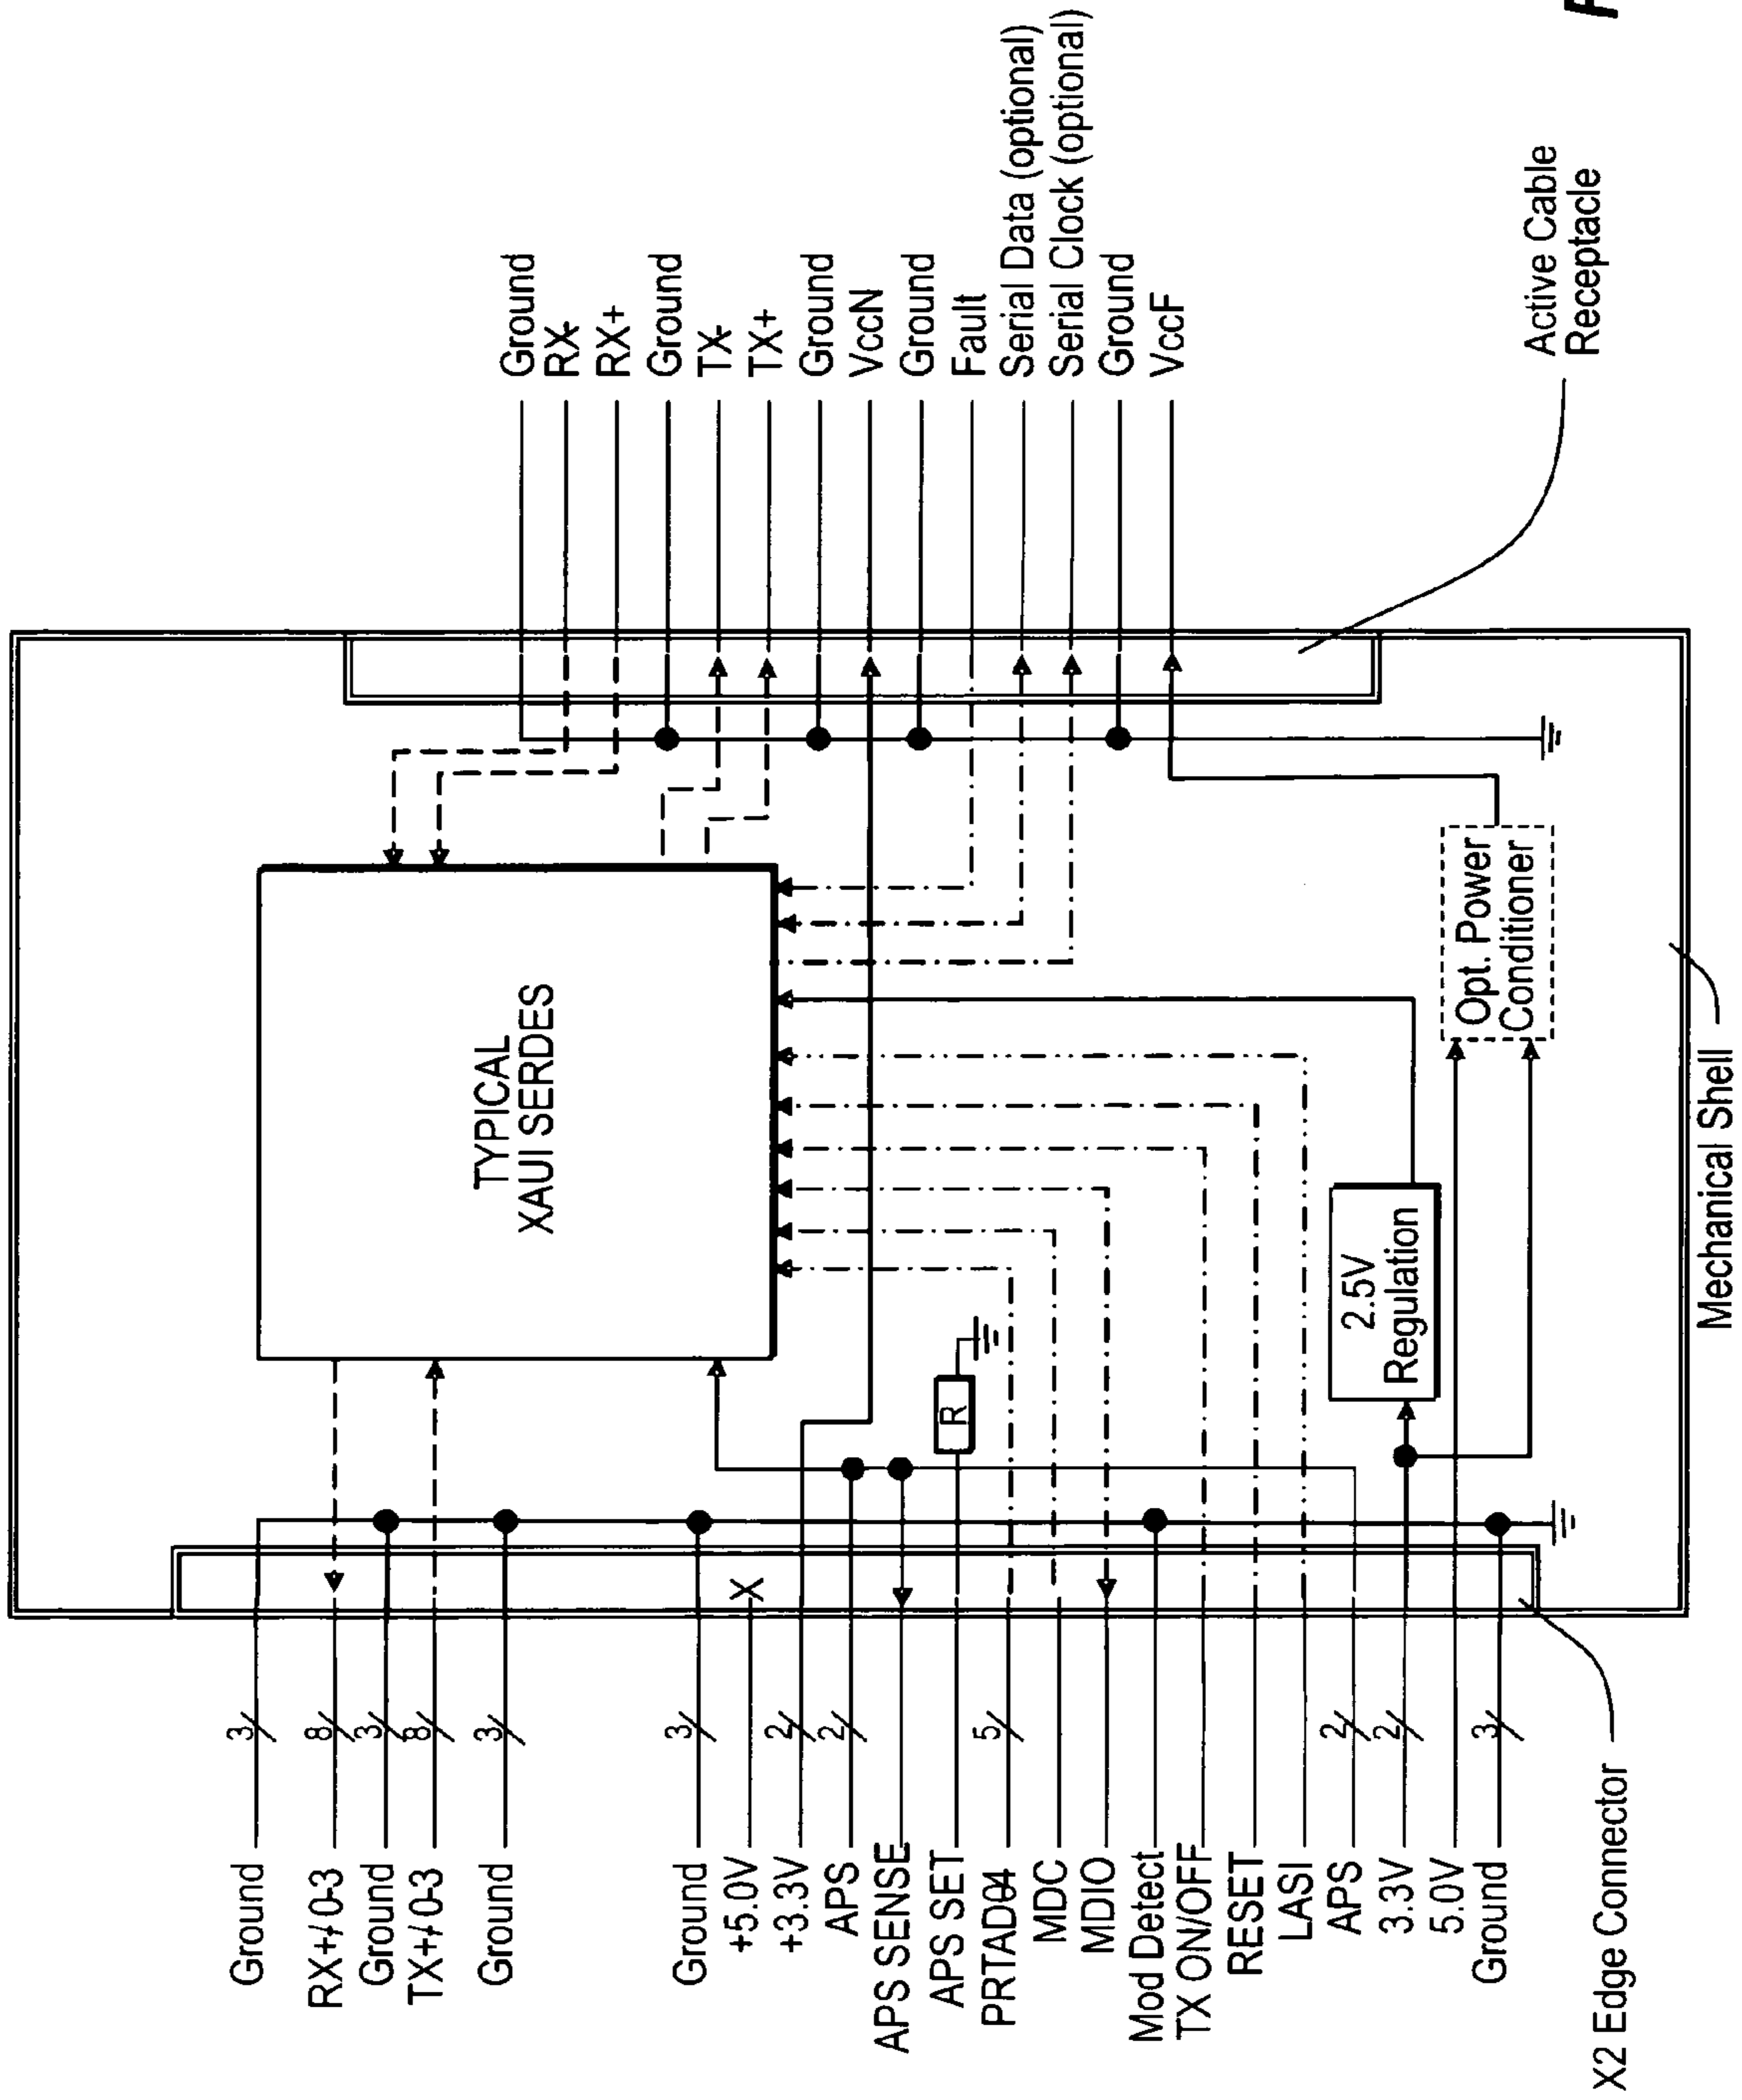 Ground
RX+/0-3
Ground
TX+/0-3
Ground
Ground
+5.0V
+3.3V
APS
APS SENSE
APS SET
PRTAD04
MDC
MDIO
Mod Detect
TX ON/OFF
RESET
LASI
APS
3.3V
5.0V
Ground
X2 Edge Connector
3
8
3
8
3
3
2
2
5
2
2
3
X
R
TYPICAL
XAUI SERDES
2.5V
Regulation
Opt. Power
Conditioner
Mechanical Shell
Ground
RX-
RX+
Ground
TX-
TX+
Ground
VccN
Ground
Fault
Serial Data (optional)
Serial Clock (optional)
Ground
VccF
Active Cable
Receptacle